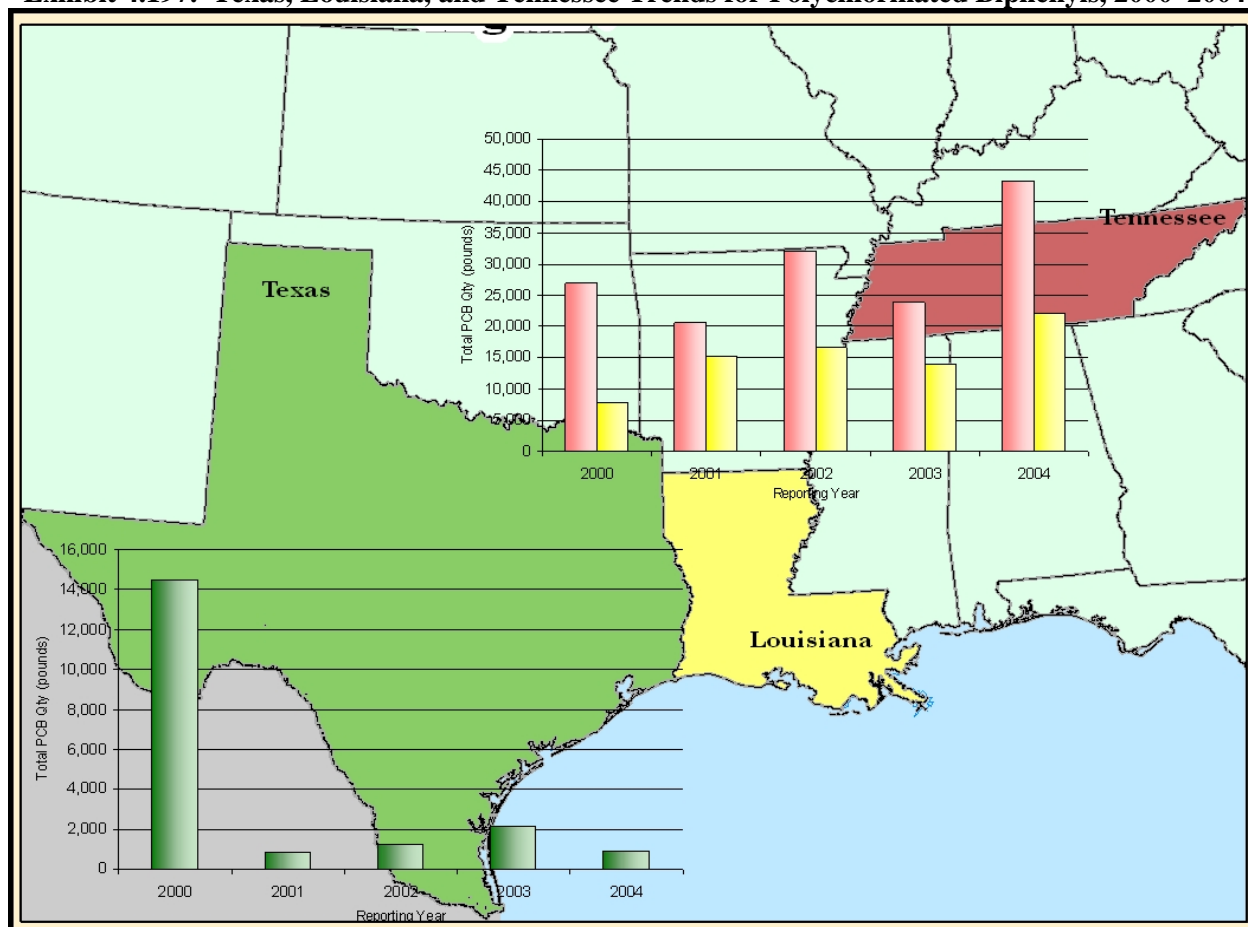 Exhibit 4.197. Texas, Louisiana, and Tennessee Trends for Polychlorinated Biphenyls, 2000–2004
50,000
45,000
40,000
35,000
30,000
25,000
20,000
15,000
10,000
5,000
0
Total PCB Qty (pounds)
2000 2001 2002 2003 2004
Reporting Year
Tennessee
Texas
Louisiana
16,000
14,000
12,000
10,000
8,000
6,000
4,000
2,000
0
Total PCB Qty (pounds)
2000 2001 2002 2003 2004
Reporting Year